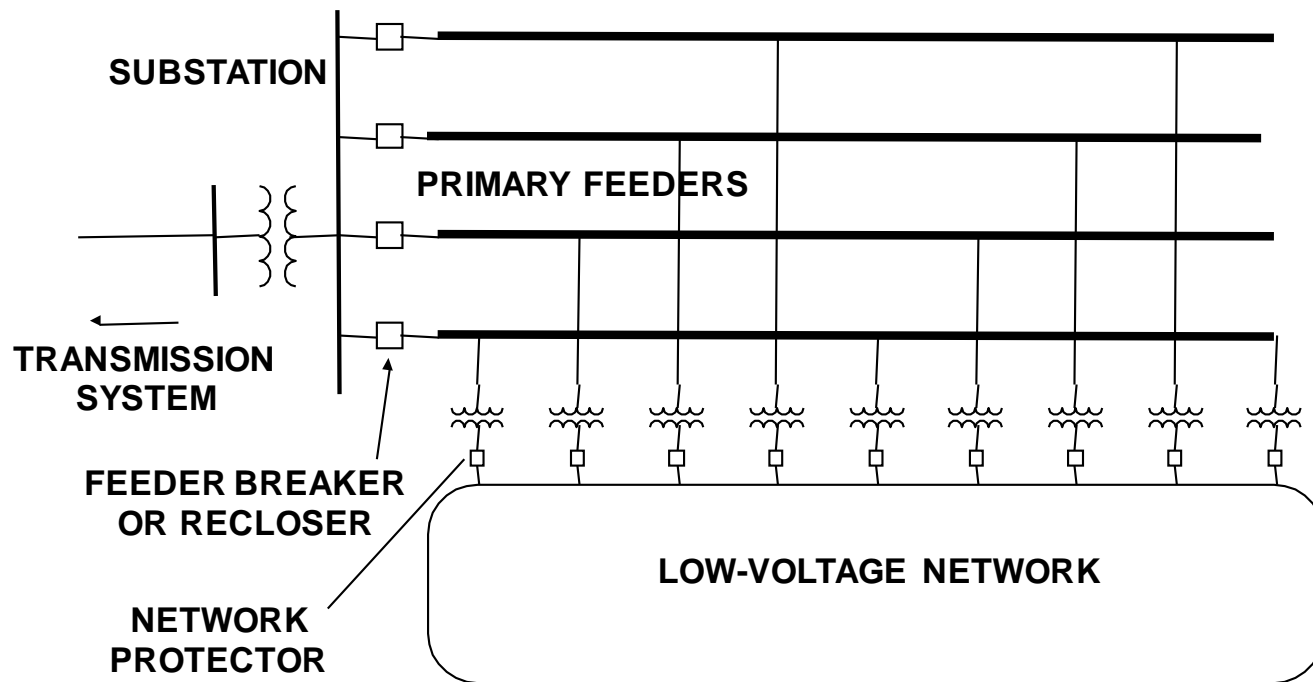 SUBSTATION
PRIMARY FEEDERS
TRANSMISSION
SYSTEM
FEEDER BREAKER
OR RECLOSER
LOW-VOLTAGE NETWORK
NETWORK
PROTECTOR